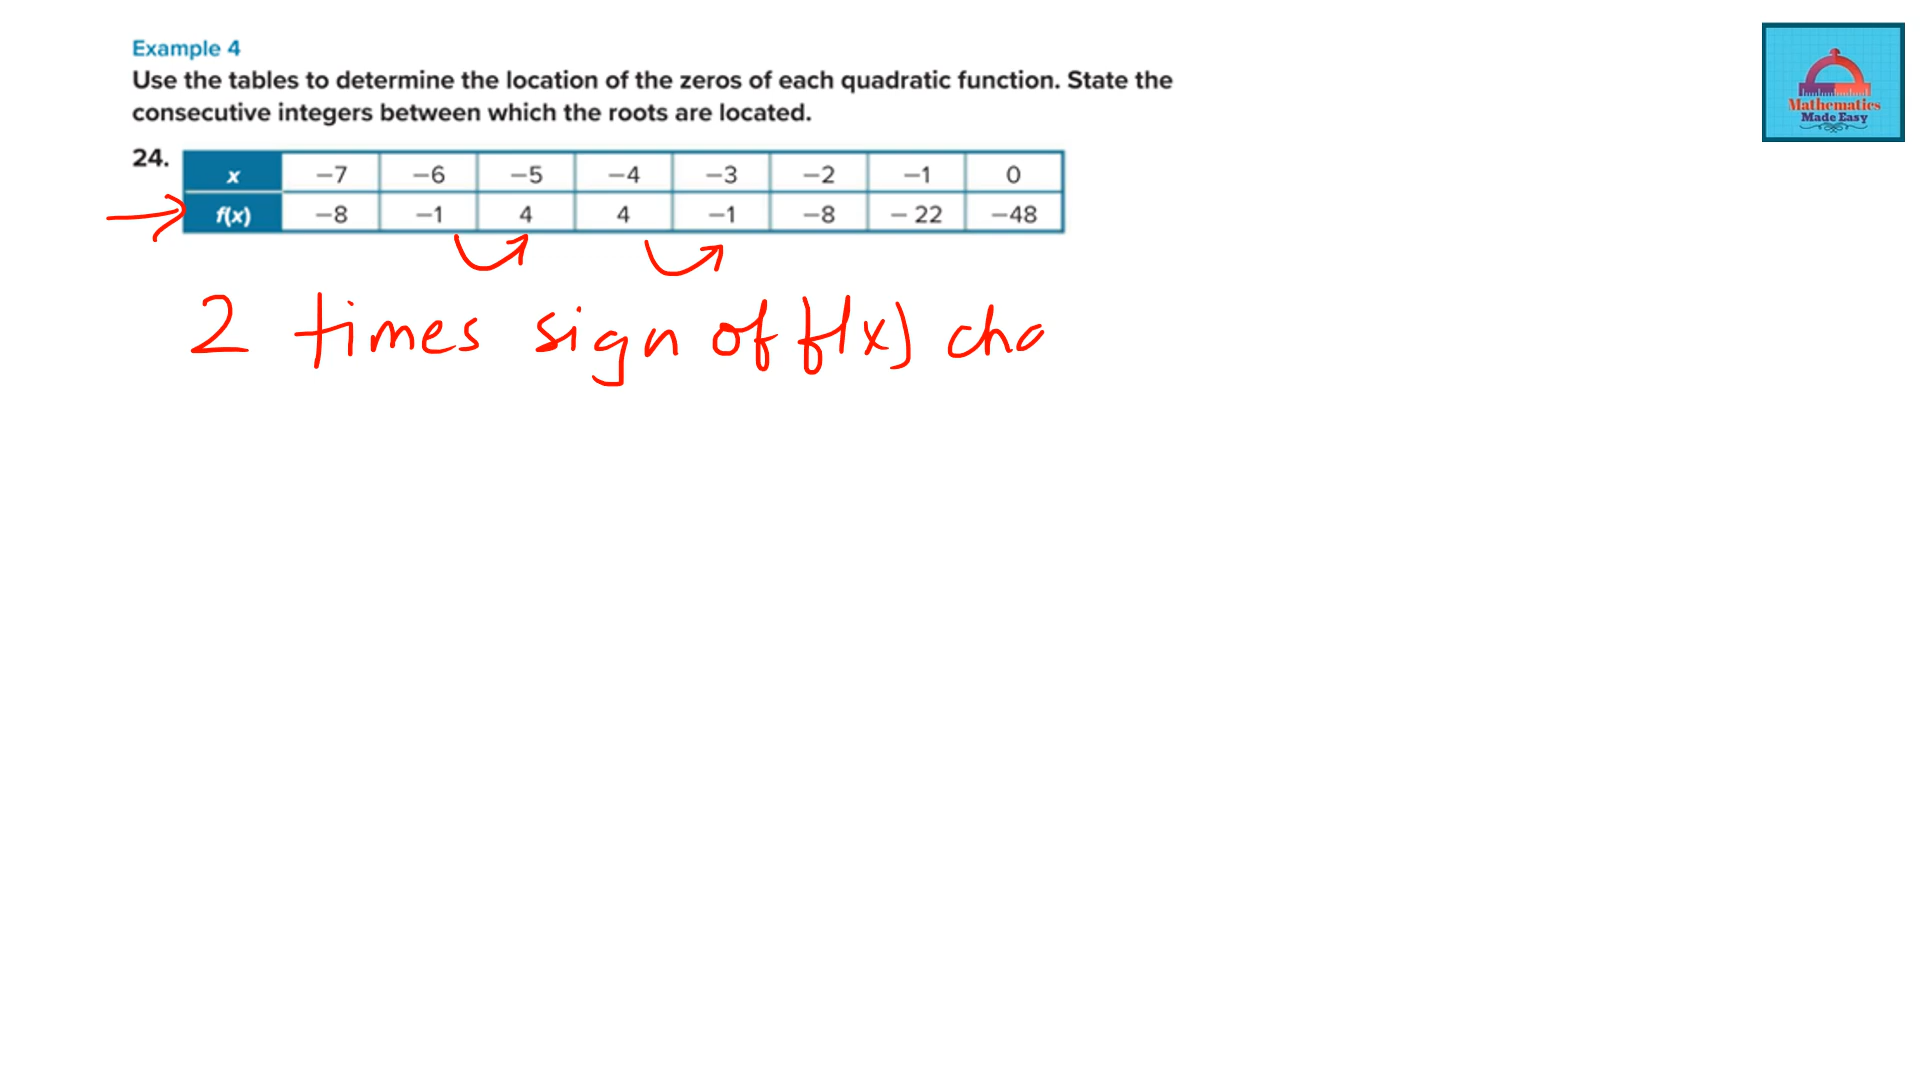 Example 4
Use the tables to determine the location of the zeros of each quadratic function. State the
consecutive integers between which the roots are located.
24.
x −7 −6 −5 −4 −3 −2 −1 0
f(x) −8 −1 4 4 −1 −8 − 22 −48
2 times sign of f(x) cha
Mathematics
Made Easy